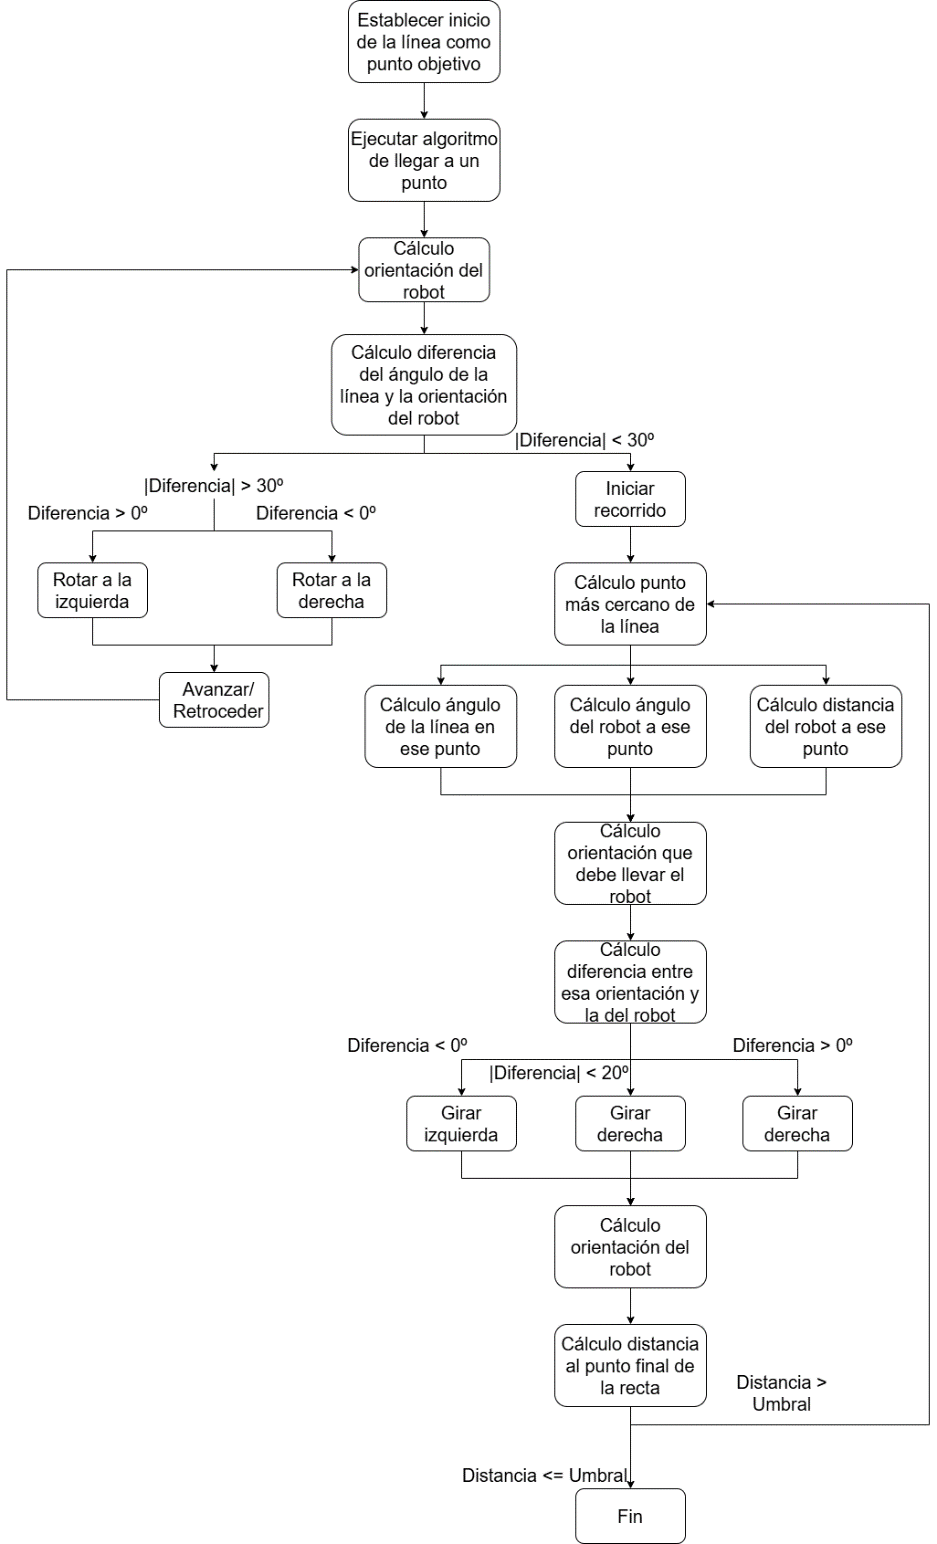 Establecer inicio
de la línea como
punto objetivo
Ejecutar algoritmo
de llegar a un
punto
Cálculo
orientación del
robot
Cálculo diferencia
del ángulo de la
línea y la orientación
del robot
|Diferencia| < 30º
|Diferencia| > 30º
Diferencia > 0º
Diferencia < 0º
Rotar a la
izquierda
Rotar a la
derecha
Avanzar/
Retroceder
Iniciar
recorrido
Cálculo punto
más cercano de
la línea
Cálculo ángulo
de la línea en
ese punto
Cálculo ángulo
del robot a ese
punto
Cálculo distancia
del robot a ese
punto
Cálculo
orientación que
debe llevar el
robot
Cálculo
diferencia entre
esa orientación y
la del robot
Diferencia < 0º
|Diferencia| < 20º
Diferencia > 0º
Girar
izquierda
Girar
derecha
Girar
derecha
Cálculo
orientación del
robot
Cálculo distancia
al punto final de
la recta
Distancia >
Umbral
Distancia <= Umbral
Fin